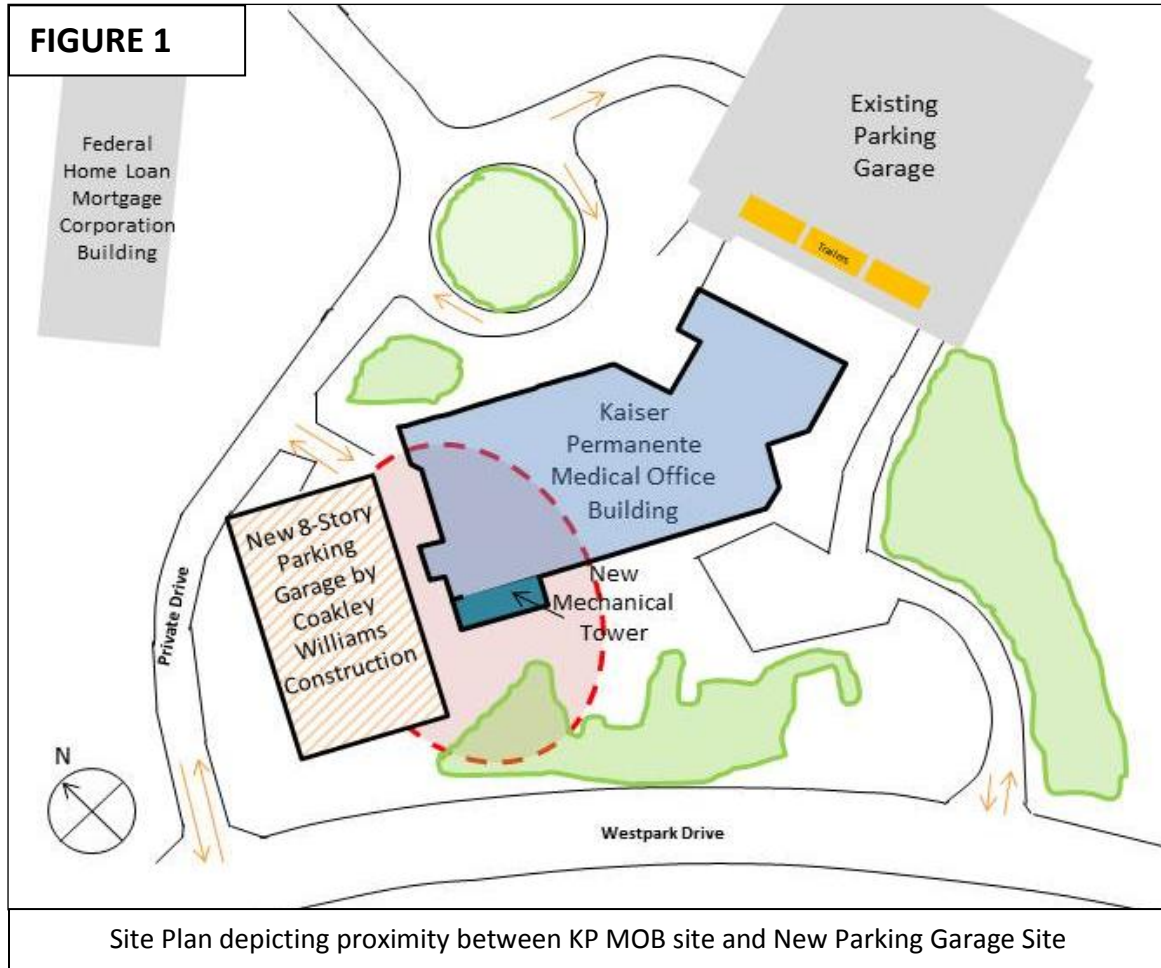 FIGURE 1
Federal
Home Loan
Mortgage
Corporation
Building
Existing
Parking
Garage
Trailers
Kaiser
Permanente
Medical Office
Building
New 8-Story
Parking
Garage by
Coakley
Williams
Construction
New
Mechanical
Tower
Private Drive
N
Westpark Drive
Site Plan depicting proximity between KP MOB site and New Parking Garage Site